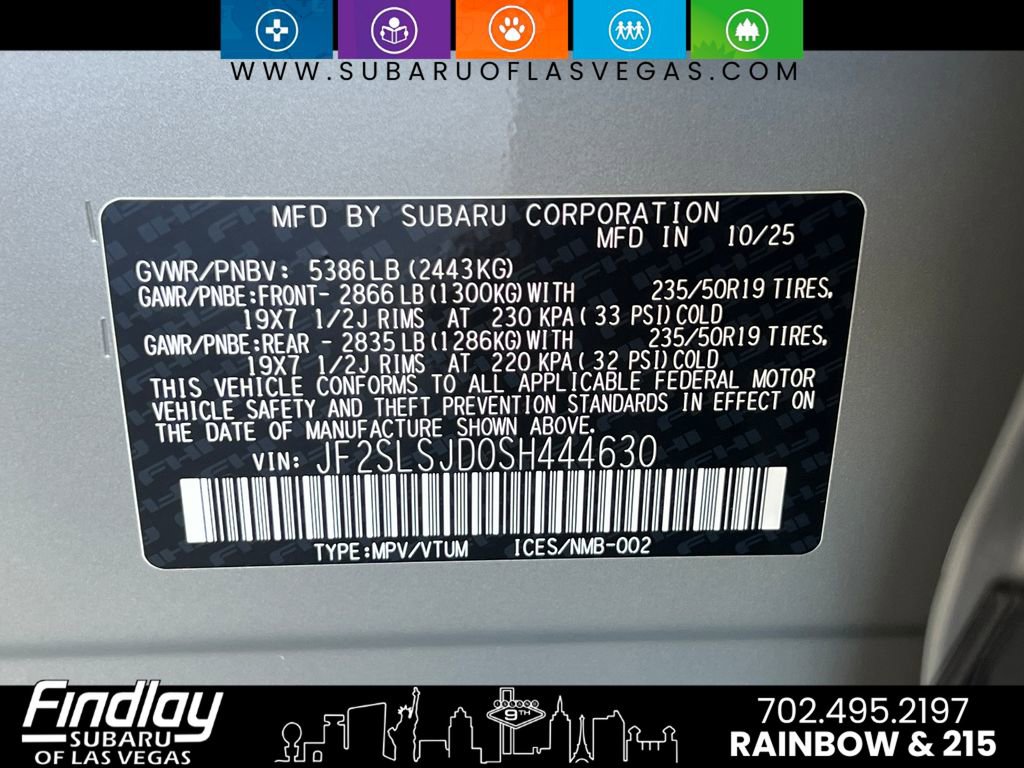 WWW.SUBARUOFLASVEGAS.COM
MFD BY SUBARU CORPORATION
MFD IN 10/25
GVWR/PNBV: 5386LB(2443KG)
GAWR/PNBE:FRONT- 2866LB(1300KG)WITH 235/50R19 TIRES,
19X7 1/2J RIMS AT 230 KPA( 33 PSI)COLD
GAWR/PNBE:REAR - 2835LB(1286KG)WITH 235/50R19 TIRES,
19X7 1/2J RIMS AT 220 KPA( 32 PSI)COLD
THIS VEHICLE CONFORMS TO ALL APPLICABLE FEDERAL MOTOR
VEHICLE SAFETY AND THEFT PREVENTION STANDARDS IN EFFECT ON
THE DATE OF MANUFACTURE SHOWN ABOVE.
VIN: JF2SLSJD0SH444630
TYPE:MPV/VTUM ICES/NMB-002
Findlay
SUBARU
OF LAS VEGAS
9TH
702.495.2197
RAINBOW & 215